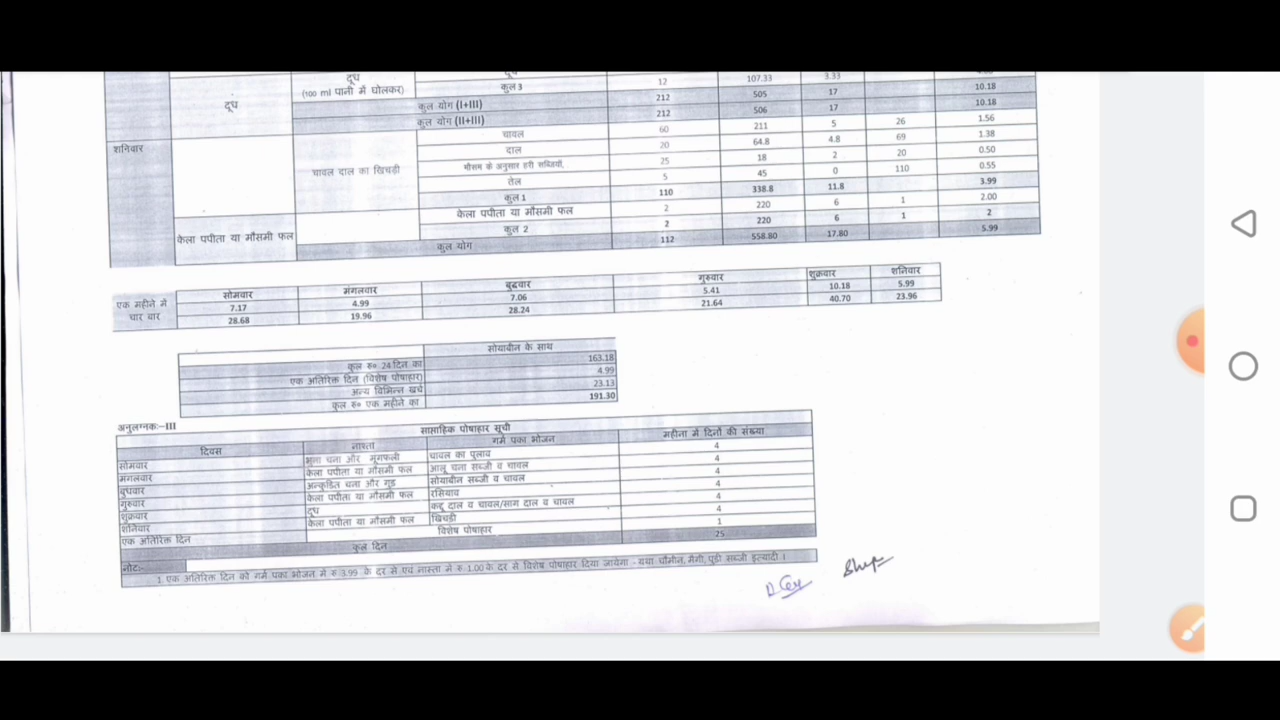 दूध
(100 ml पानी में घोलकर) कुल 3 12 107.33 3.33
दूध कुल योग (I+III) 212 505 17 10.18
कुल योग (II+III) 212 506 17 10.18
शनिवार चावल दाल का खिचड़ी चावल 60 211 5 26 1.56
दाल 20 64.8 4.8 69 1.38
मौसम के अनुसार हरी सब्जियाँ, 25 18 2 20 0.50
तेल 5 45 0 110 0.55
कुल 1 110 338.8 11.8 3.99
केला पपीता या मौसमी फल केला पपीता या मौसमी फल 2 220 6 1 2.00
कुल 2 2 220 6 1 2
कुल योग 112 558.80 17.80 5.99
एक महीने में चार बार सोमवार मंगलवार बुद्धवार गुरुवार शुक्रवार शनिवार
7.17 4.99 7.06 5.41 10.18 5.99
28.68 19.96 28.24 21.64 40.70 23.96
सोयाबीन के साथ
कुल रु० 24 दिन का 163.18
एक अतिरिक्त दिन (विशेष पोषाहार) 4.99
अन्य विभिन्न खर्च 23.13
कुल रु० एक महीने का 191.30
अनुलग्नक:-III
साप्ताहिक पोषाहार सूची
दिवस नाश्ता गर्म पका भोजन महीना में दिनों की संख्या
सोमवार भुना चना और मूंगफली चावल का पुलाव 4
मंगलवार केला पपीता या मौसमी फल आलू चना सब्जी व चावल 4
बुधवार अन्कुड़ित चना और गुड़ सोयाबीन सब्जी व चावल 4
गुरुवार केला पपीता या मौसमी फल रसियाव 4
शुक्रवार दूध कद्दू दाल व चावल/साग दाल व चावल 4
शनिवार केला पपीता या मौसमी फल खिचड़ी 4
एक अतिरिक्त दिन विशेष पोषाहार 1
कुल दिन 25
नोट:-
1. एक अतिरिक्त दिन को गर्म पका भोजन में रु 3.99 के दर से एवं नास्ता में रु 1.00 के दर से विशेष पोषाहार दिया जायेगा - यथा चौमीन, मैगी, पूड़ी सब्जी इत्यादी ।